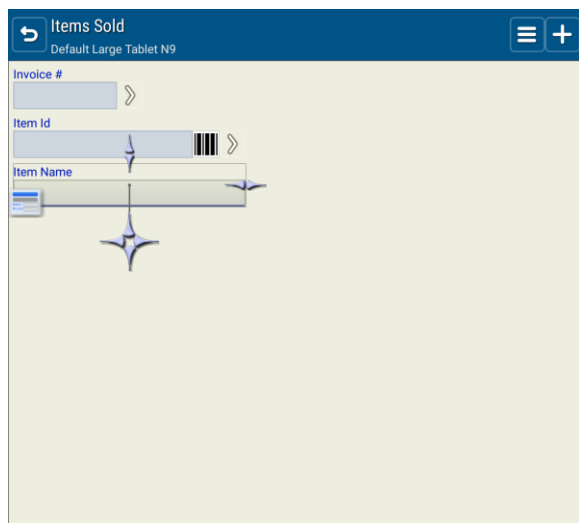 Items Sold
Default Large Tablet N9
Invoice #
Item Id
Item Name